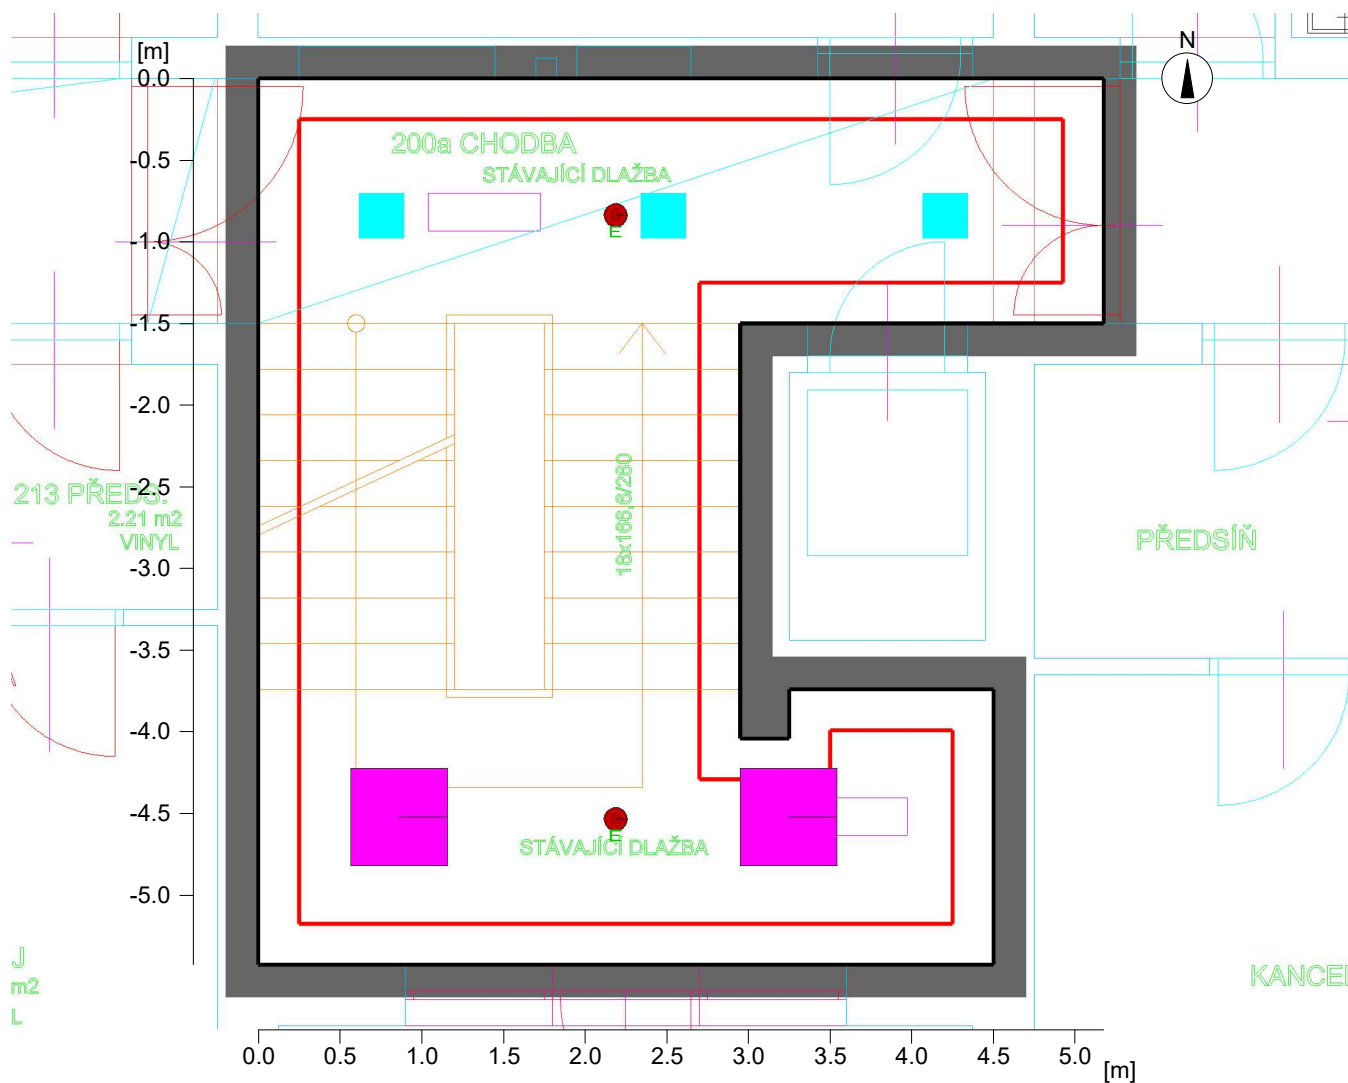 [m]
N
0.0
200a CHODBA
-0.5
STÁVAJÍCÍ DLAŽBA
E
-1.0
-1.5
-2.0
18x166,6/280
213 PŘEDS.
-2.5
2.21 m2
PŘEDSÍŇ
VINYL
-3.0
-3.5
-4.0
-4.5
E
STÁVAJÍCÍ DLAŽBA
-5.0
J
m2
KANCEL
L
0.0 0.5 1.0 1.5 2.0 2.5 3.0 3.5 4.0 4.5 5.0
[m]